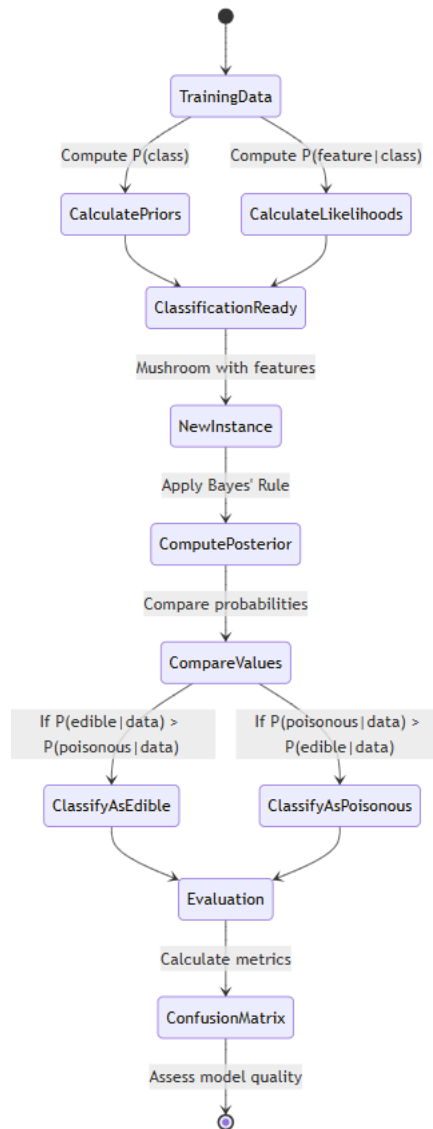 TrainingData
Compute P(class)
Compute P(feature|class)
CalculatePriors
CalculateLikelihoods
ClassificationReady
Mushroom with features
NewInstance
Apply Bayes' Rule
ComputePosterior
Compare probabilities
CompareValues
If P(edible|data) >
P(poisonous|data)
If P(poisonous|data) >
P(edible|data)
ClassifyAsEdible
ClassifyAsPoisonous
Evaluation
Calculate metrics
ConfusionMatrix
Assess model quality